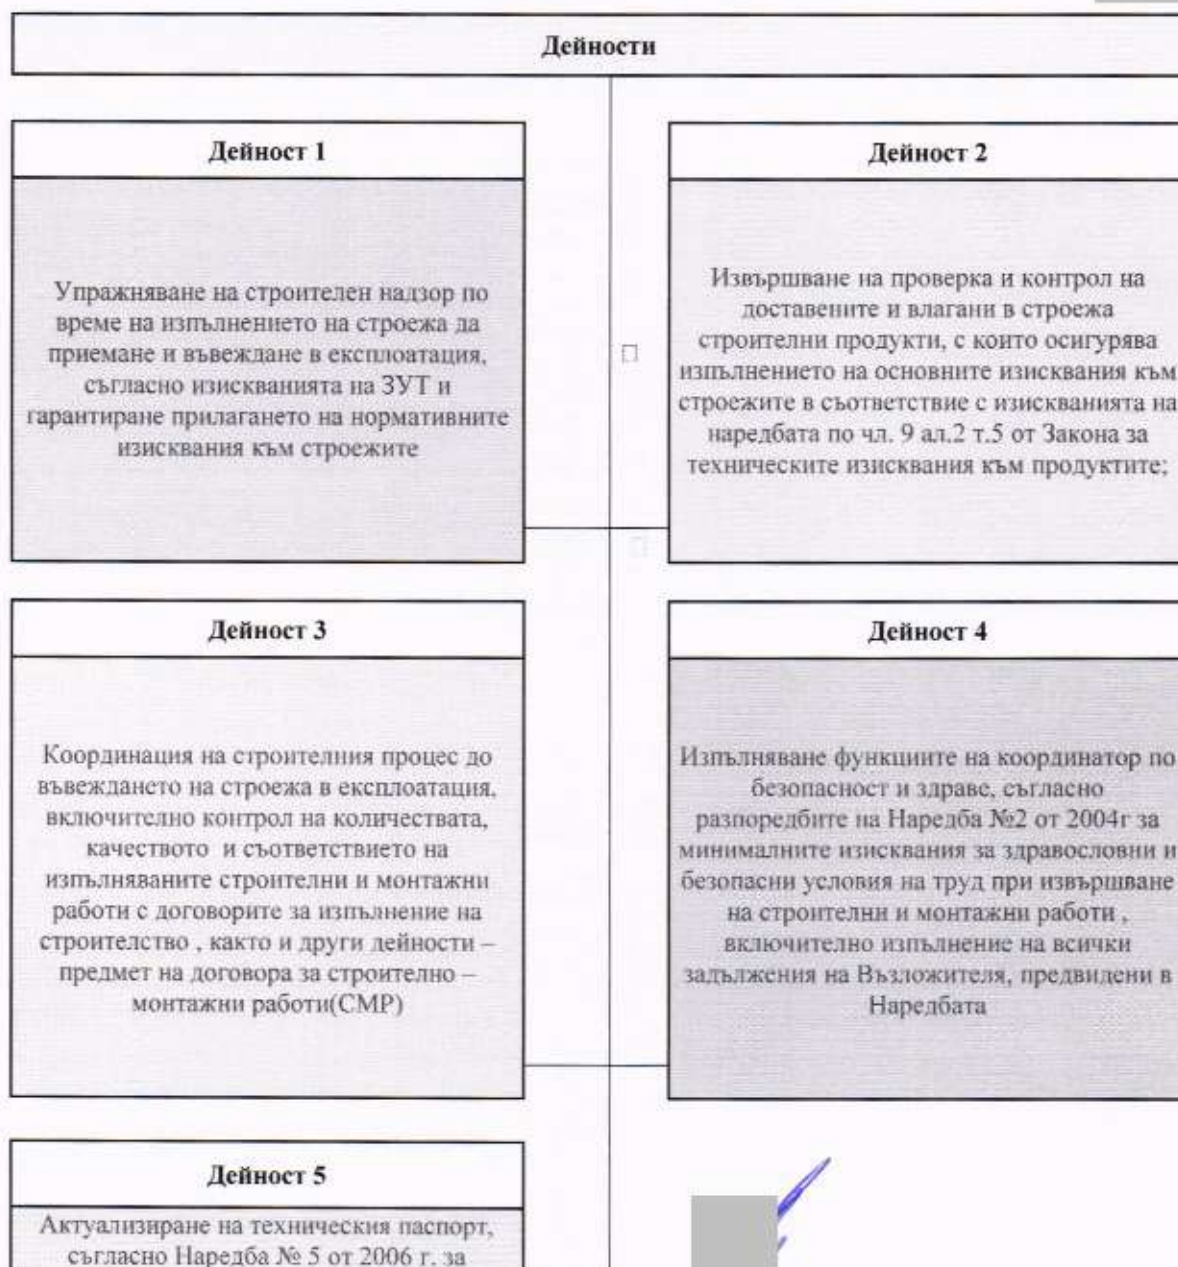 Дейности
Дейност 1
Упражняване на строителен надзор по
време на изпълнението на строежа да
приемане и въвеждане в експлоатация,
съгласно изискванията на ЗУТ и
гарантиране прилагането на нормативните
изисквания към строежите
Дейност 2
Извършване на проверка и контрол на
доставените и влагани в строежа
строителни продукти, с които осигурява
изпълнението на основните изисквания към
строежите в съответствие с изискванията на
наредбата по чл. 9 ал.2 т.5 от Закона за
техническите изисквания към продуктите;
Дейност 3
Координация на строителния процес до
въвеждането на строежа в експлоатация,
включително контрол на количествата,
качеството и съответствието на
изпълняваните строителни и монтажни
работи с договорите за изпълнение на
строителство , както и други дейности –
предмет на договора за строително –
монтажни работи(СМР)
Дейност 4
Изпълняване функциите на координатор по
безопасност и здраве, съгласно
разпоредбите на Наредба №2 от 2004г за
минималните изисквания за здравословни и
безопасни условия на труд при извършване
на строителни и монтажни работи ,
включително изпълнение на всички
задължения на Възложителя, предвидени в
Наредбата
Дейност 5
Актуализиране на техническия паспорт,
съгласно Наредба № 5 от 2006 г. за